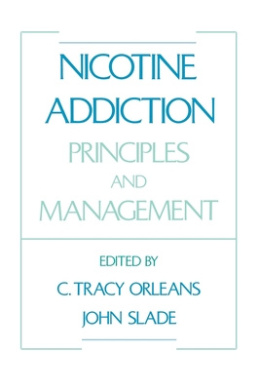 NICOTINE
ADDICTION
PRINCIPLES
AND
MANAGEMENT
EDITED BY
C. TRACY ORLEANS
JOHN SLADE